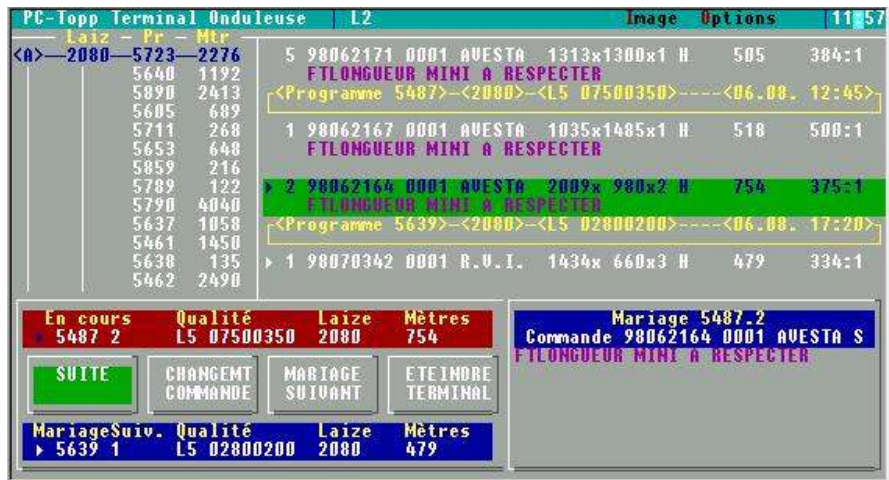 PC-Topp Terminal Onduleuse L2 Image Options 11:57
Laiz - Pr - Mtr
<A>—2080—5723—2276
5640 1192
5890 2413
5605 689
5711 268
5653 648
5859 216
5789 122
5790 4040
5637 1058
5461 1450
5638 135
5462 2490
5 98062171 0001 AVESTA 1313x1300x1 H 505 384:1
FTLONGUEUR MINI A RESPECTER
<Programme 5487>—<2080>—<L5 07500350>----<06.08. 12:45>
1 98062167 0001 AVESTA 1035x1485x1 H 518 500:1
FTLONGUEUR MINI A RESPECTER
2 98062164 0001 AVESTA 2009x 980x2 H 754 375:1
FTLONGUEUR MINI A RESPECTER
<Programme 5639>—<2080>—<L5 02800200>----<06.08. 17:20>
1 98070342 0001 R.V.I. 1434x 660x3 H 479 334:1
En cours Qualité Laize Mètres
5487 2 L5 07500350 2080 754
SUITE
CHANGEMT
COMMANDE
MARIAGE
SUIVANT
ETEINDRE
TERMINAL
MariageSuiv. Qualité Laize Mètres
5639 1 L5 02800200 2080 479
Mariage 5487.2
Commande 98062164 0001 AVESTA S
FTLONGUEUR MINI A RESPECTER